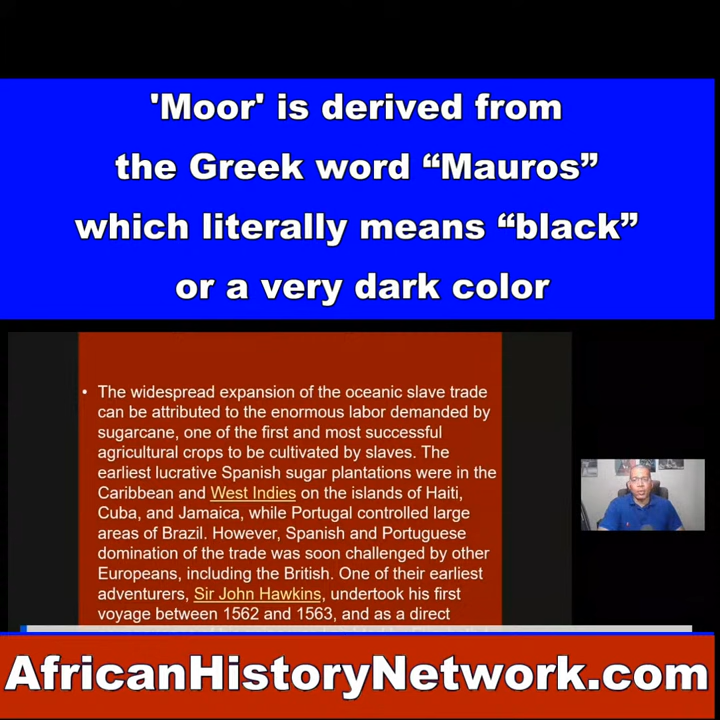 'Moor' is derived from
the Greek word “Mauros”
which literally means “black”
or a very dark color
• The widespread expansion of the oceanic slave trade
can be attributed to the enormous labor demanded by
sugarcane, one of the first and most successful
agricultural crops to be cultivated by slaves. The
earliest lucrative Spanish sugar plantations were in the
Caribbean and West Indies on the islands of Haiti,
Cuba, and Jamaica, while Portugal controlled large
areas of Brazil. However, Spanish and Portuguese
domination of the trade was soon challenged by other
Europeans, including the British. One of their earliest
adventurers, Sir John Hawkins, undertook his first
voyage between 1562 and 1563, and as a direct
AfricanHistoryNetwork.com